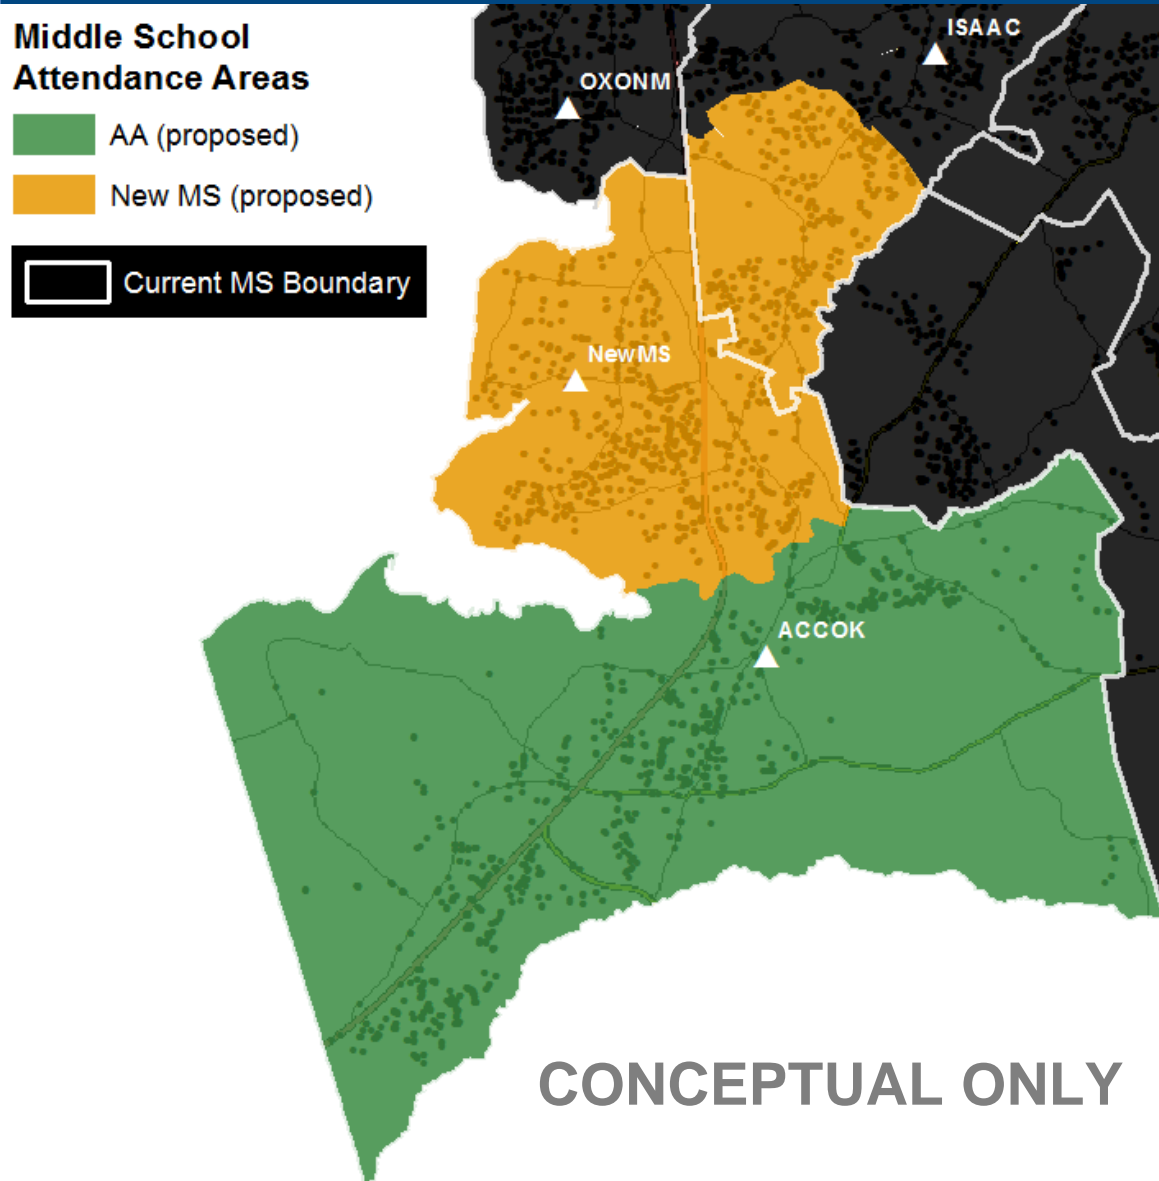 Middle School
Attendance Areas
AA (proposed)
New MS (proposed)
Current MS Boundary
ISAAC
OXONM
NewMS
ACCOK
CONCEPTUAL ONLY